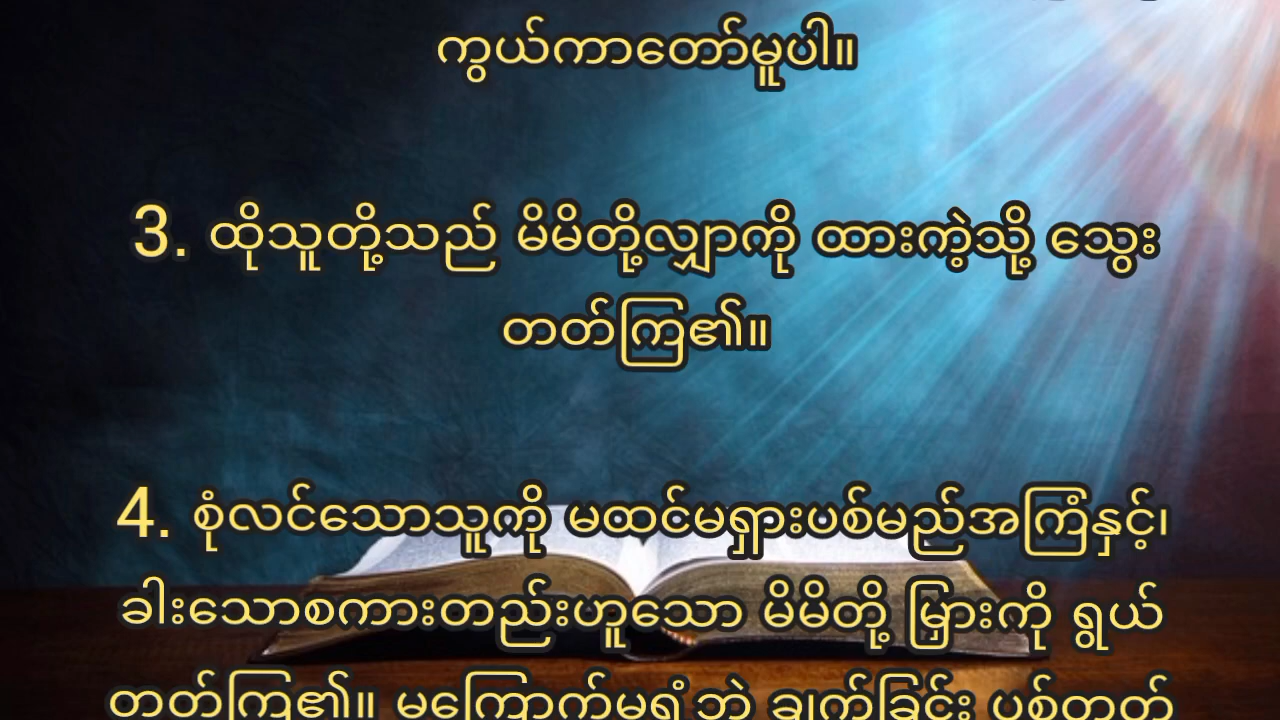 ကွယ်ကာတော်မူပါ။
3. ထိုသူတို့သည် မိမိတို့လျှာကို ထားကဲ့သို့ သွေး
တတ်ကြ၏။
4. စုံလင်သောသူကို မထင်မရှားပစ်မည်အကြံနှင့်၊
ခါးသောစကားတည်းဟူသော မိမိတို့ မြှားကို ရွယ်
တတ်ကြ၏။ မကြောက်မရွံ့ဘဲ ချက်ခြင်း ပစ်တတ်